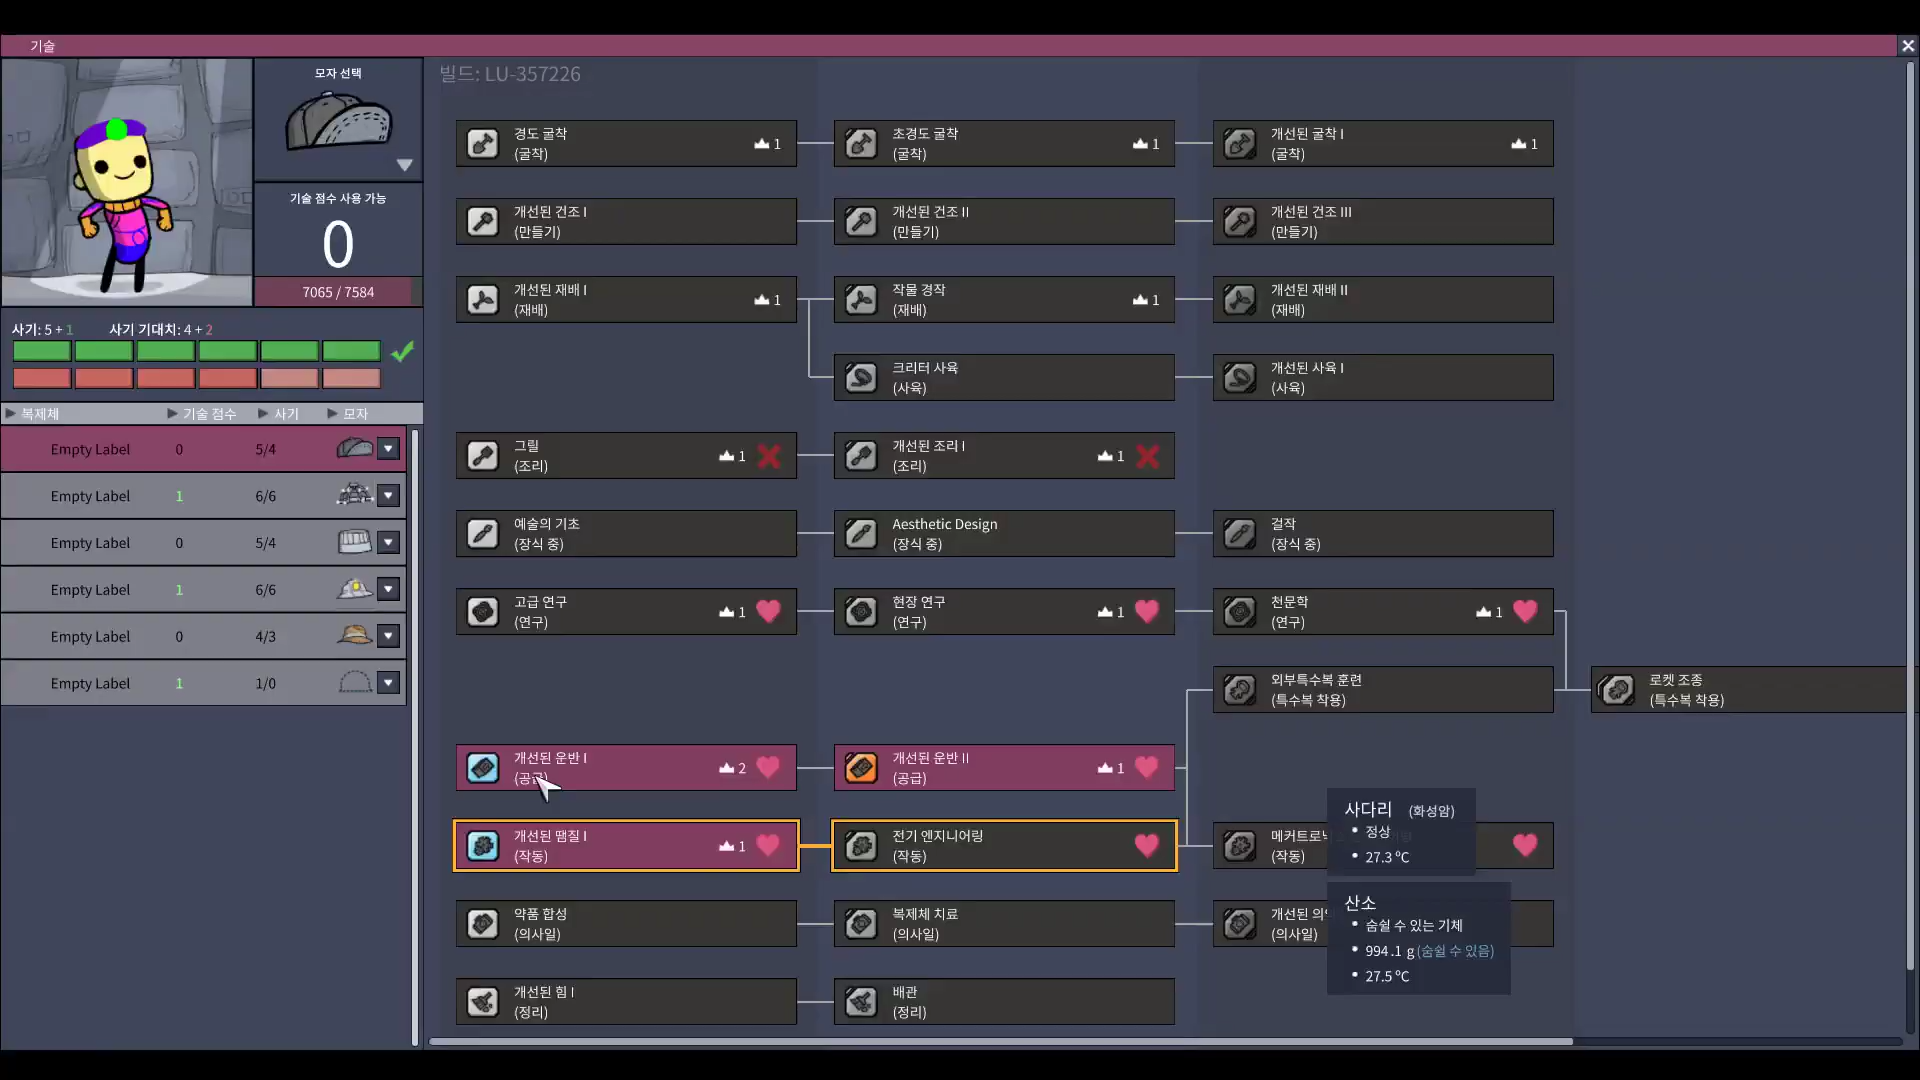 기술
모자 선택
기술 점수 사용 가능
0
7065 / 7584
사기: 5 + 1
사기 기대치: 4 + 2
복제체
기술 점수
사기
모자
Empty Label
0
5/4
Empty Label
1
6/6
Empty Label
0
5/4
Empty Label
1
6/6
Empty Label
0
4/3
Empty Label
1
1/0
빌드: LU-357226
경도 굴착
(굴착)
1
초경도 굴착
(굴착)
1
개선된 굴착 I
(굴착)
1
개선된 건조 I
(만들기)
개선된 건조 II
(만들기)
개선된 건조 III
(만들기)
개선된 재배 I
(재배)
1
작물 경작
(재배)
1
개선된 재배 II
(재배)
크리터 사육
(사육)
개선된 사육 I
(사육)
그릴
(조리)
1
개선된 조리 I
(조리)
1
예술의 기초
(장식 중)
Aesthetic Design
(장식 중)
걸작
(장식 중)
고급 연구
(연구)
1
현장 연구
(연구)
1
천문학
(연구)
1
외부특수복 훈련
(특수복 착용)
로켓 조종
(특수복 착용)
개선된 운반 I
(공급)
2
개선된 운반 II
(공급)
1
개선된 땜질 I
(작동)
1
전기 엔지니어링
(작동)
메커트로닉
(작동)
약품 합성
(의사일)
복제체 치료
(의사일)
개선된 의
(의사일)
개선된 힘 I
(정리)
배관
(정리)
사다리 (화성암)
• 정상
• 27.3 ºC
산소
• 숨쉴 수 있는 기체
• 994.1 g(숨쉴 수 있음)
• 27.5 ºC